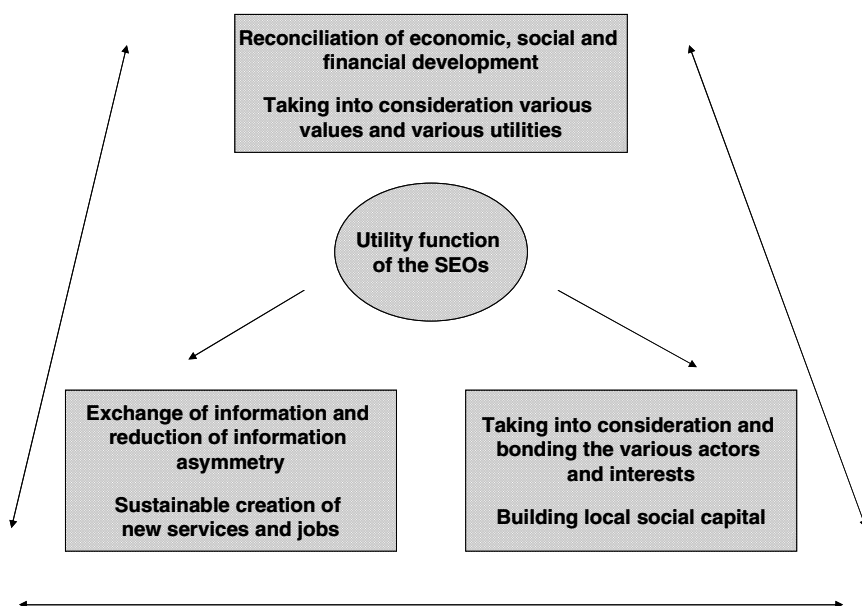 Reconciliation of economic, social and
financial development
Taking into consideration various
values and various utilities
Utility function
of the SEOs
Exchange of information and
reduction of information
asymmetry
Sustainable creation of
new services and jobs
Taking into consideration and
bonding the various actors
and interests
Building local social capital